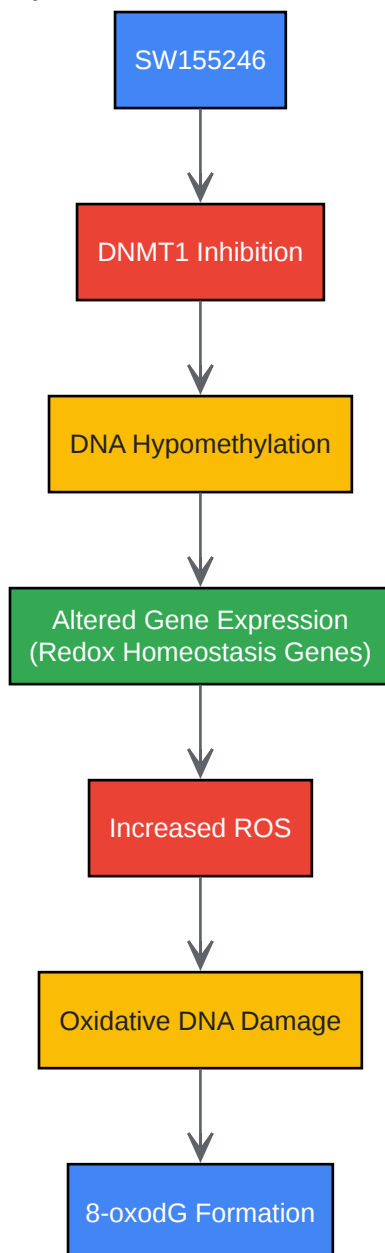 SW155246
DNMT1 Inhibition
DNA Hypomethylation
Altered Gene Expression
(Redox Homeostasis Genes)
Increased ROS
Oxidative DNA Damage
8-oxodG Formation